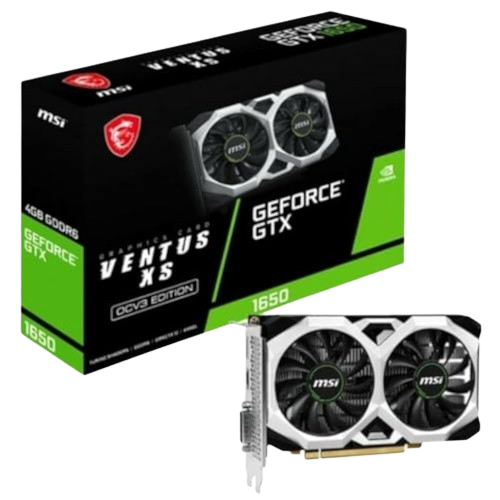 GEFORCE
GTX 1650
msi
4GB GDDR6
GEFORCE
GTX
1650
GRAPHICS CARD
VENTUS
XS
OCV3 EDITION
NVIDIA
GEFORCE
GTX
1650
msi
msi